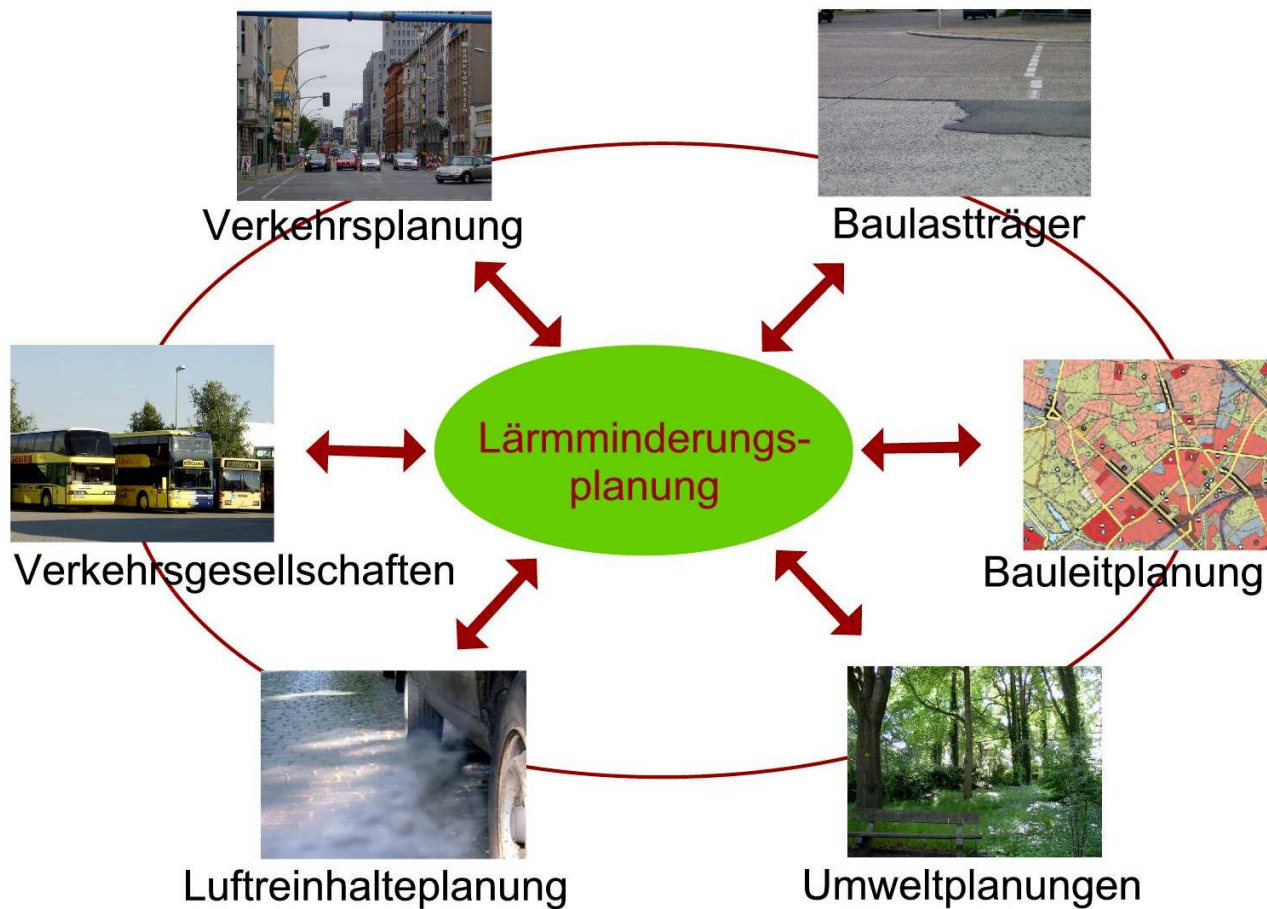 Verkehrsplanung
Baulastträger
Lärmminderungs-
planung
Verkehrsgesellschaften
Bauleitplanung
Luftreinhalteplanung
Umweltplanungen